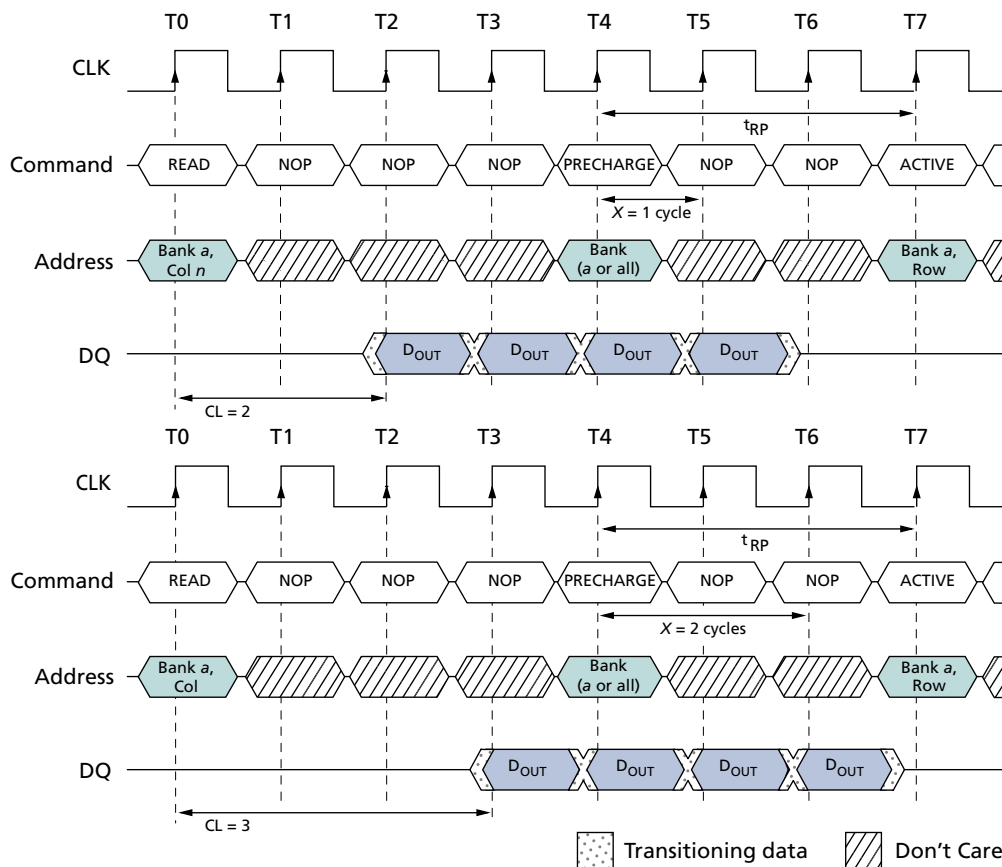 T0 T1 T2 T3 T4 T5 T6 T7
CLK
tRP
Command READ NOP NOP NOP PRECHARGE NOP NOP ACTIVE
X = 1 cycle
Address Bank a, Col n Bank (a or all) Bank a, Row
DQ DOUT DOUT DOUT DOUT
CL = 2
T0 T1 T2 T3 T4 T5 T6 T7
CLK
tRP
Command READ NOP NOP NOP PRECHARGE NOP NOP ACTIVE
X = 2 cycles
Address Bank a, Col Bank (a or all) Bank a, Row
DQ DOUT DOUT DOUT DOUT
CL = 3
Transitioning data Don't Care